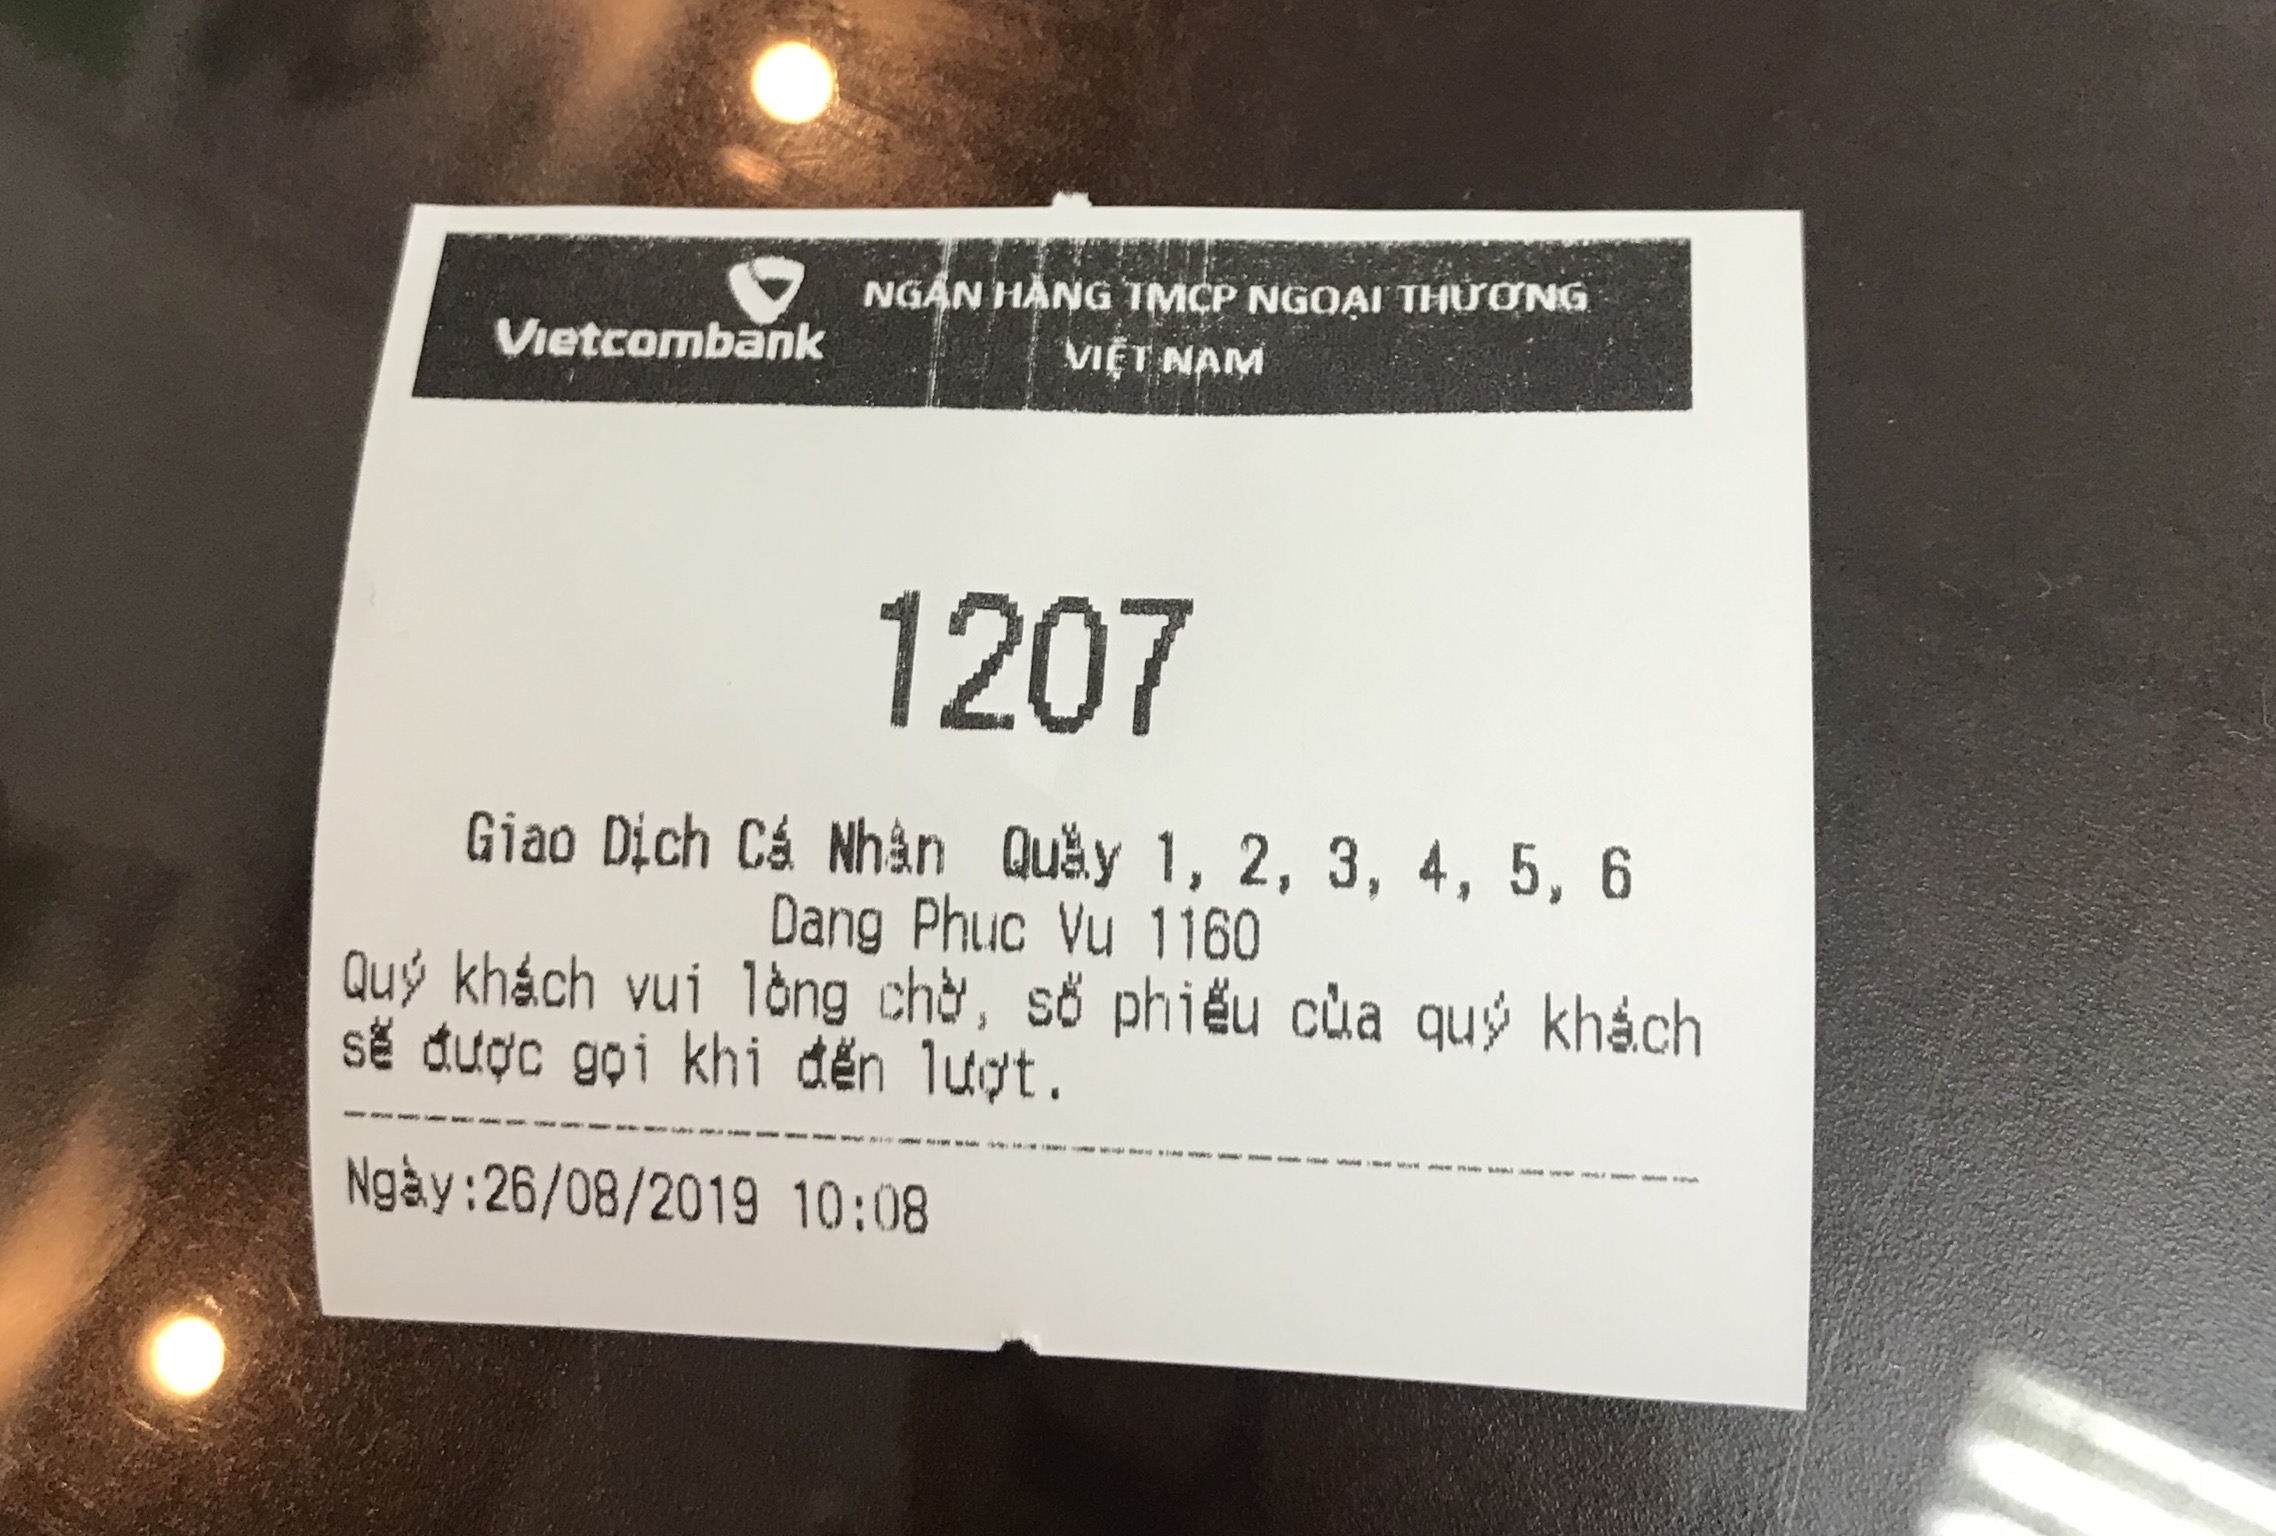 Vietcombank
NGÂN HÀNG TMCP NGOẠI THƯƠNG
VIỆT NAM
1207
Giao Dịch Cá Nhân Quầy 1, 2, 3, 4, 5, 6
Dang Phuc Vu 1160
Quý khách vui lòng chờ, số phiếu của quý khách
sẽ được gọi khi đến lượt.
Ngày:26/08/2019 10:08